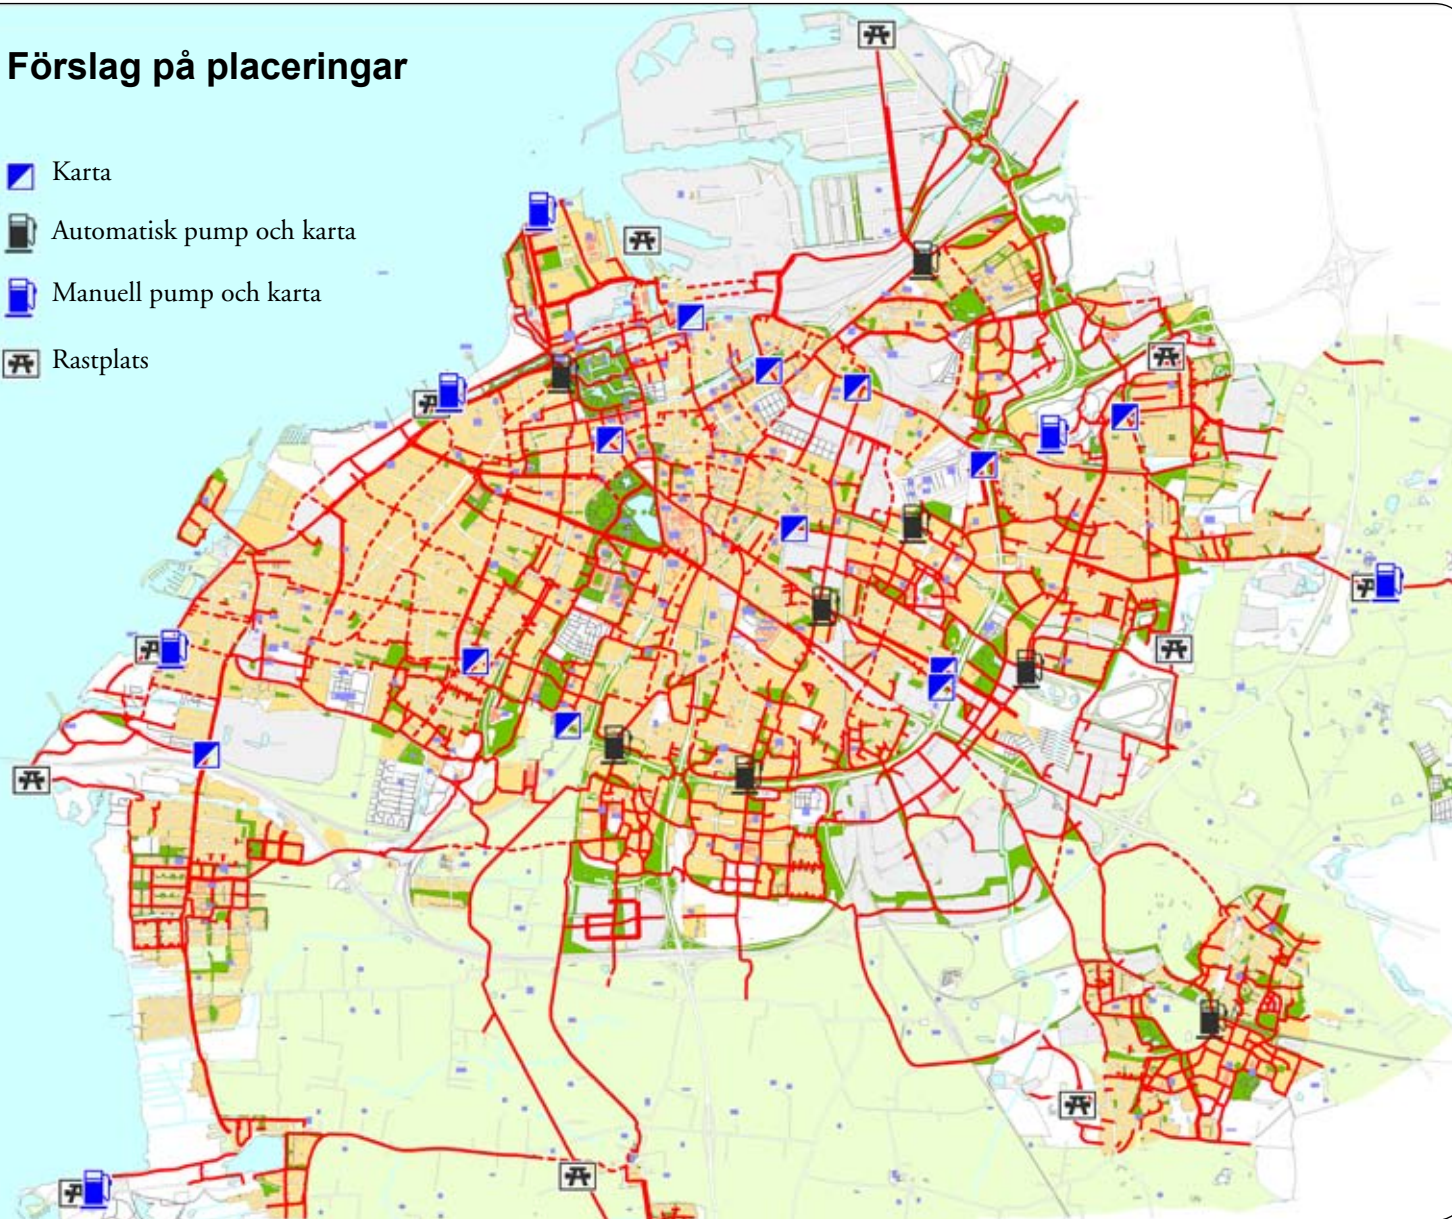 Förslag på placeringar
Karta
Automatisk pump och karta
Manuell pump och karta
Rastplats